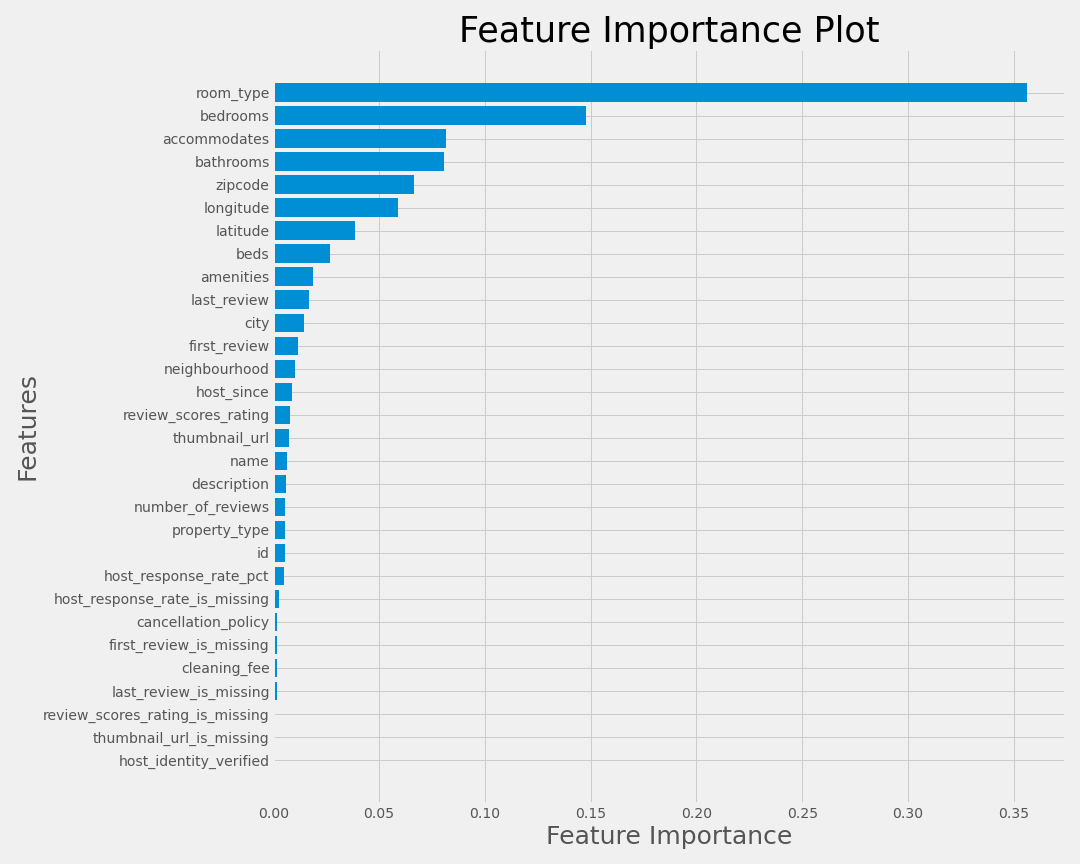 Feature Importance Plot
Features
room_type
bedrooms
accommodates
bathrooms
zipcode
longitude
latitude
beds
amenities
last_review
city
first_review
neighbourhood
host_since
review_scores_rating
thumbnail_url
name
description
number_of_reviews
property_type
id
host_response_rate_pct
host_response_rate_is_missing
cancellation_policy
first_review_is_missing
cleaning_fee
last_review_is_missing
review_scores_rating_is_missing
thumbnail_url_is_missing
host_identity_verified
0.00 0.05 0.10 0.15 0.20 0.25 0.30 0.35
Feature Importance